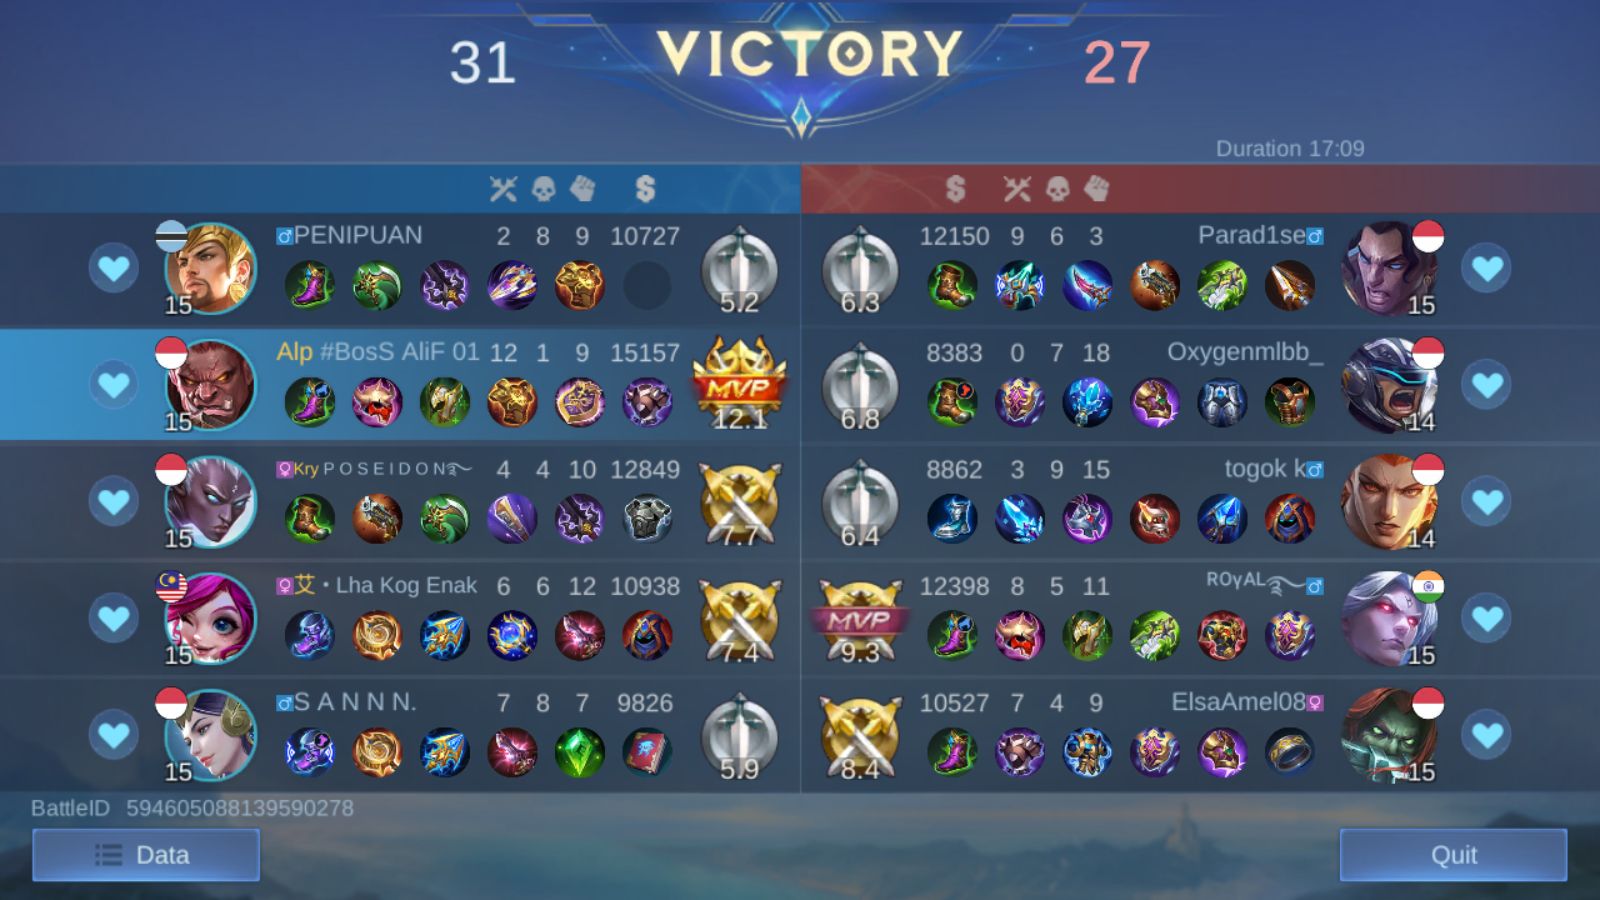 31 VICTORY 27
Duration 17:09
PENIPUAN 2 8 9 10727
15 5.2
12150 9 6 3 Parad1se
6.3 15
Alp #BosS AliF 01 12 1 9 15157
15 MVP 12.1
8383 0 7 18 Oxygenmlbb_
6.8 14
Kry P O S E I D O N 4 4 10 12849
15 7.7
8862 3 9 15 togok k
6.4 14
艾 • Lha Kog Enak 6 6 12 10938
15 7.4
12398 8 5 11 ROγAL
MVP 9.3 15
S A N N N. 7 8 7 9826
15 5.9
10527 7 4 9 ElsaAmel08
8.4 15
BattleID 594605088139590278
Data
Quit